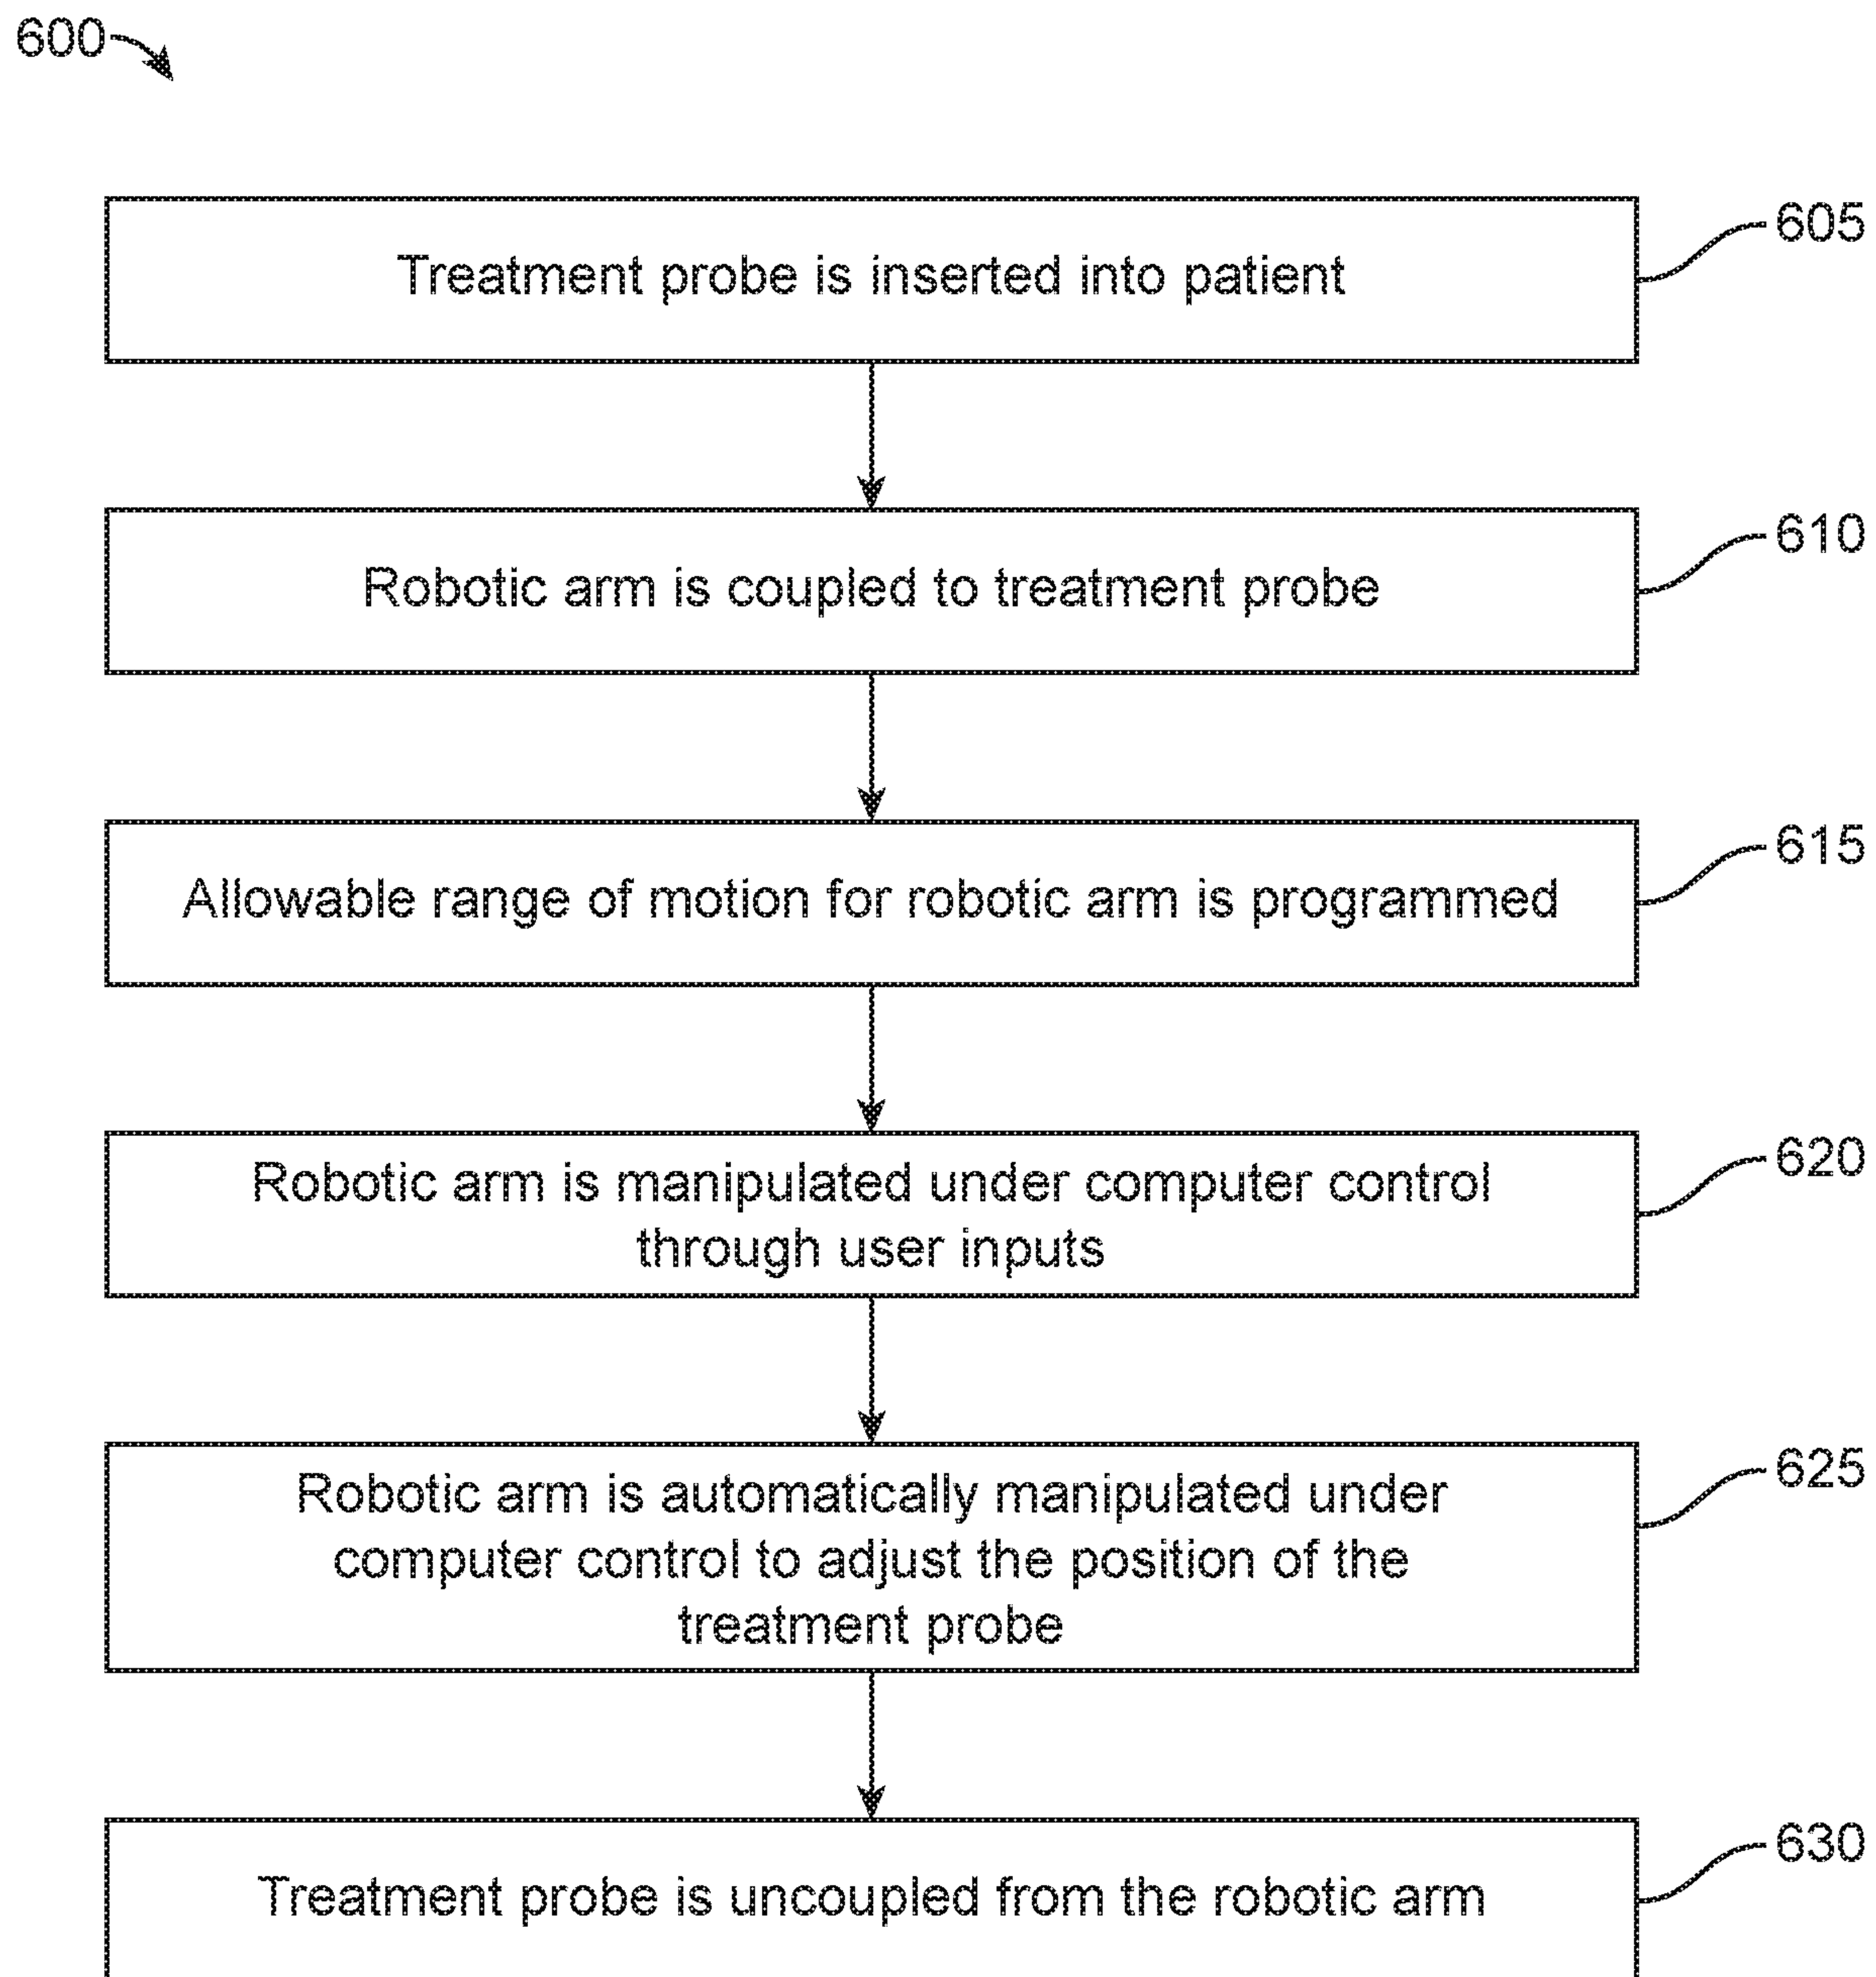 600
Treatment probe is inserted into patient
605
Robotic arm is coupled to treatment probe
610
Allowable range of motion for robotic arm is programmed
615
Robotic arm is manipulated under computer control
through user inputs
620
Robotic arm is automatically manipulated under
computer control to adjust the position of the
treatment probe
625
Treatment probe is uncoupled from the robotic arm
630